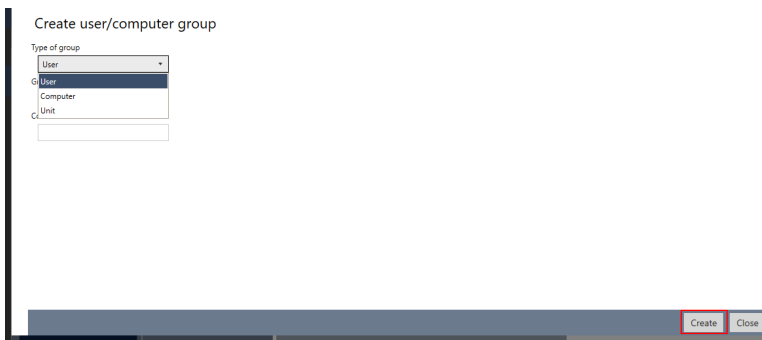 Create user/computer group
Type of group
User
User
Computer
Unit
Create Close